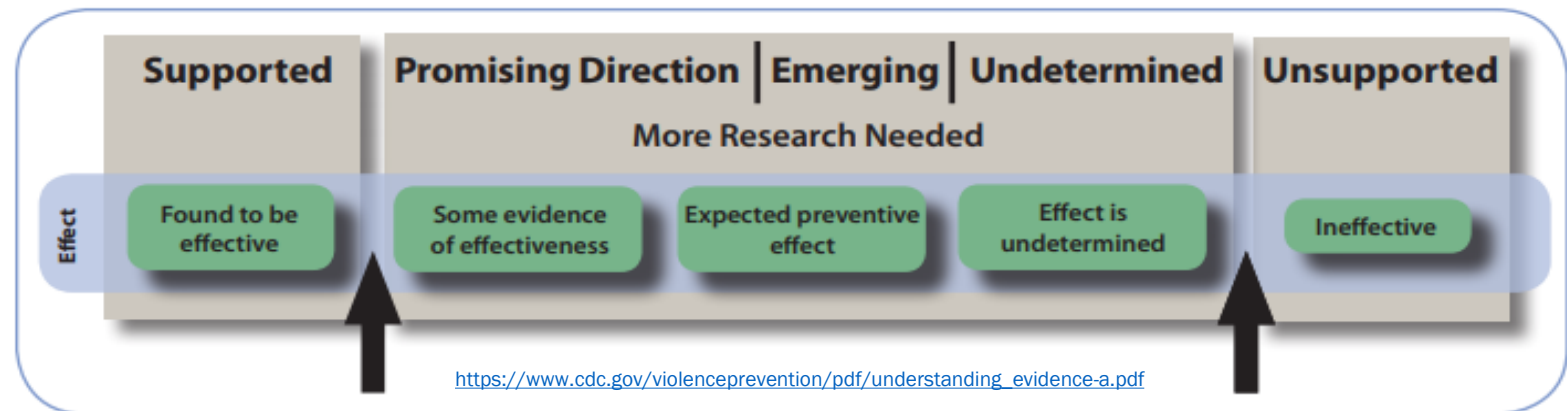 Supported Promising Direction | Emerging | Undetermined Unsupported
More Research Needed
Effect
Found to be
effective
Some evidence
of effectiveness
Expected preventive
effect
Effect is
undetermined
Ineffective
https://www.cdc.gov/violenceprevention/pdf/understanding_evidence-a.pdf